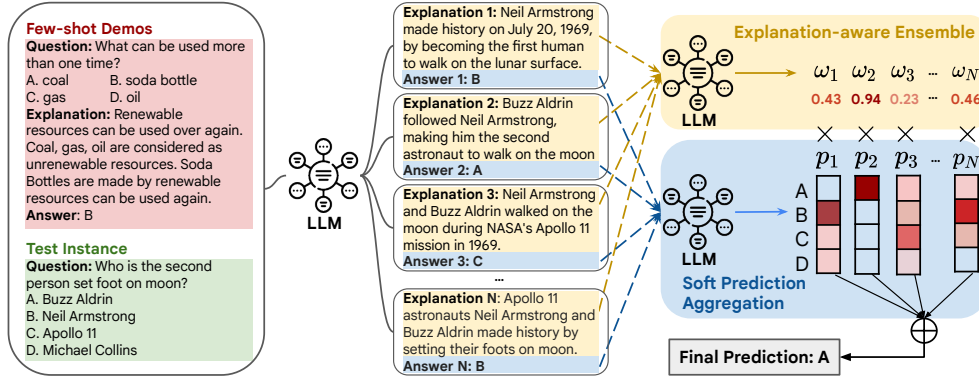 Few-shot Demos
Question: What can be used more
than one time?
A. coal B. soda bottle
C. gas D. oil
Explanation: Renewable
resources can be used over again.
Coal, gas, oil are considered as
unrenewable resources. Soda
Bottles are made by renewable
resources can be used again.
Answer: B
Test Instance
Question: Who is the second
person set foot on moon?
A. Buzz Aldrin
B. Neil Armstrong
C. Apollo 11
D. Michael Collins
LLM
Explanation 1: Neil Armstrong
made history on July 20, 1969,
by becoming the first human
to walk on the lunar surface.
Answer 1: B
Explanation 2: Buzz Aldrin
followed Neil Armstrong,
making him the second
astronaut to walk on the moon
Answer 2: A
Explanation 3: Neil Armstrong
and Buzz Aldrin walked on the
moon during NASA's Apollo 11
mission in 1969.
Answer 3: C
...
Explanation N: Apollo 11
astronauts Neil Armstrong and
Buzz Aldrin made history by
setting their foots on moon.
Answer N: B
Explanation-aware Ensemble
LLM
ω1 ω2 ω3 ... ωN
0.43 0.94 0.23 ... 0.46
× × × ×
p1 p2 p3 ... pN
A
B
C
D
LLM
Soft Prediction
Aggregation
Final Prediction: A